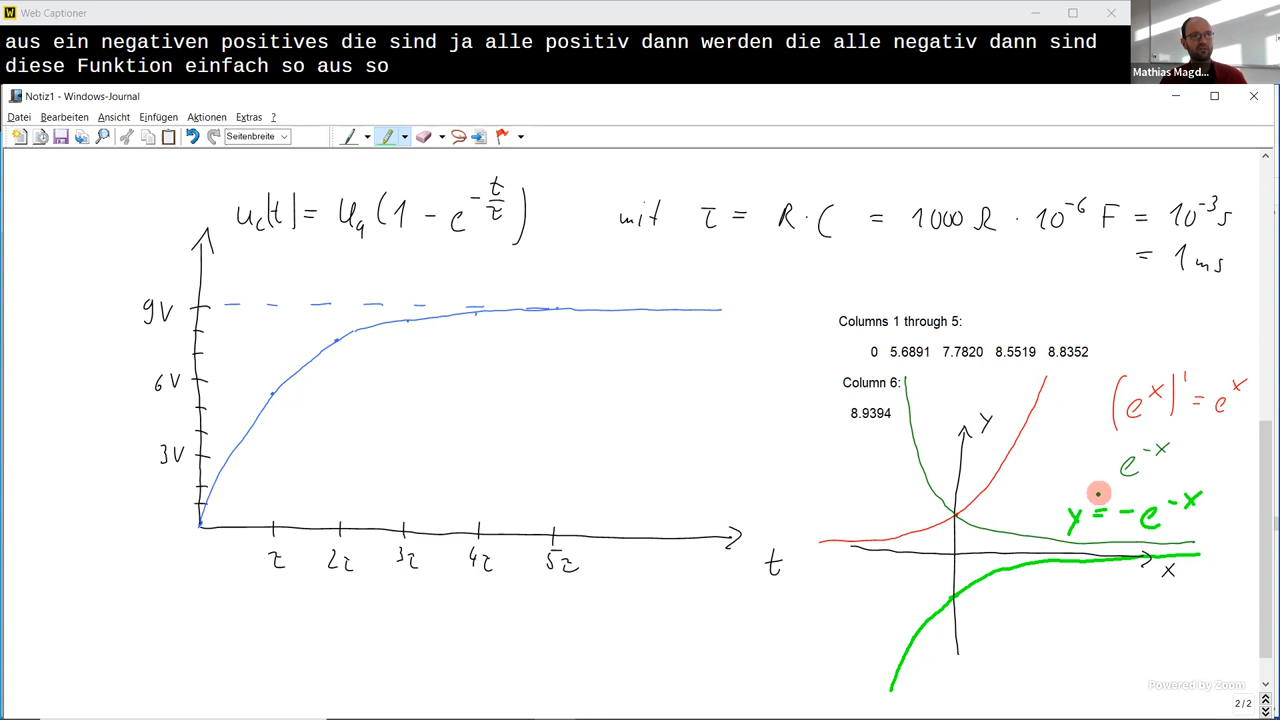 Web Captioner
aus ein negativen positives die sind ja alle positiv dann werden die alle negativ dann sind
diese Funktion einfach so aus so
Mathias Magd...
Notiz1 - Windows-Journal
Datei Bearbeiten Ansicht Einfügen Aktionen Extras ?
Seitenbreite
u_c(t) = U_q (1 - e^{-t/τ}) mit τ = R · C = 1000 Ω · 10^{-6} F = 10^{-3} s
= 1 ms
9V
6V
3V
τ 2τ 3τ 4τ 5τ
t
Columns 1 through 5:
0 5.6891 7.7820 8.5519 8.8352
Column 6:
8.9394
(e^x)' = e^x
y
e^{-x}
y = -e^{-x}
x
Powered by Zoom
2/2